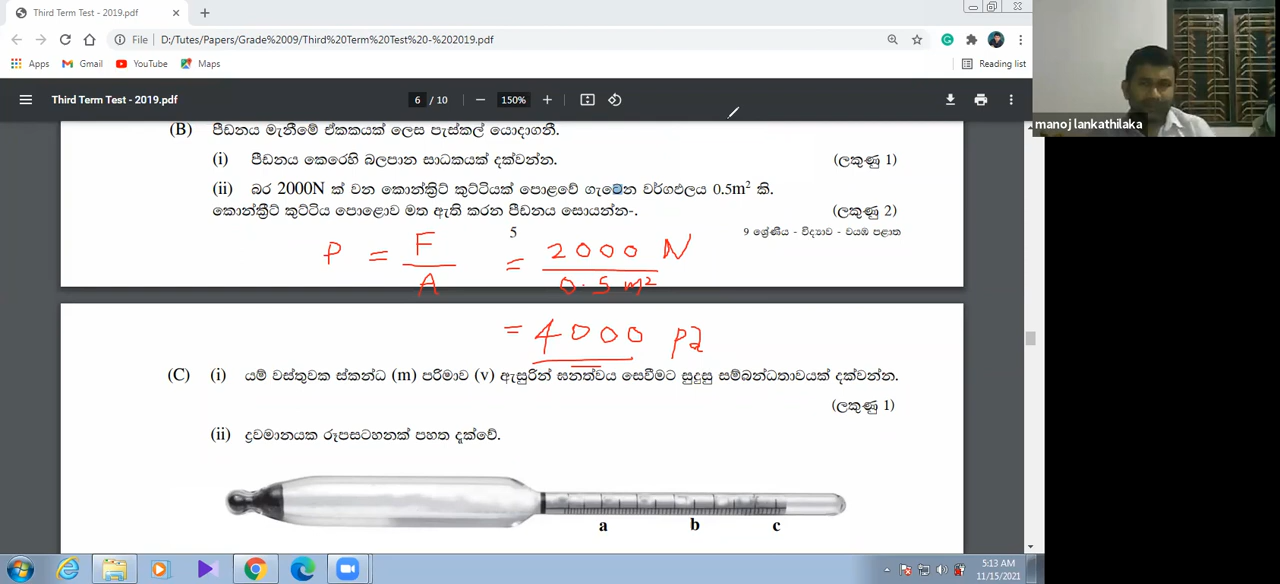 Third Term Test - 2019.pdf
File D:/Tutes/Papers/Grade%2009/Third%20Term%20Test%20-%202019.pdf
Apps Gmail YouTube Maps Reading list
Third Term Test - 2019.pdf 6 / 10 150%
manoj lankathilaka
(B) පීඩනය මැනීමේ ඒකකයක් ලෙස පැස්කල් යොදාගනී.
(i) පීඩනය කෙරෙහි බලපාන සාධකයක් දක්වන්න. (ලකුණු 1)
(ii) බර 2000N ක් වන කොන්ක්‍රිට් කුට්ටියක් පොළවේ ගැටෙන වර්ගඵලය 0.5m² කි.
කොන්ක්‍රීට් කුට්ටිය පොළොව මත ඇති කරන පීඩනය සොයන්න-. (ලකුණු 2)
5 9 ශ්‍රේණිය - විද්‍යාව - වයඹ පළාත
P = F / A = 2000 N / 0.5 m²
= 4000 pa
(C) (i) යම් වස්තුවක ස්කන්ධ (m) පරිමාව (v) ඇසුරින් ඝනත්වය සෙවීමට සුදුසු සම්බන්ධතාවයක් දක්වන්න.
(ලකුණු 1)
(ii) ද්‍රවමානයක රූපසටහනක් පහත දැක්වේ.
a b c
5:13 AM
11/15/2021